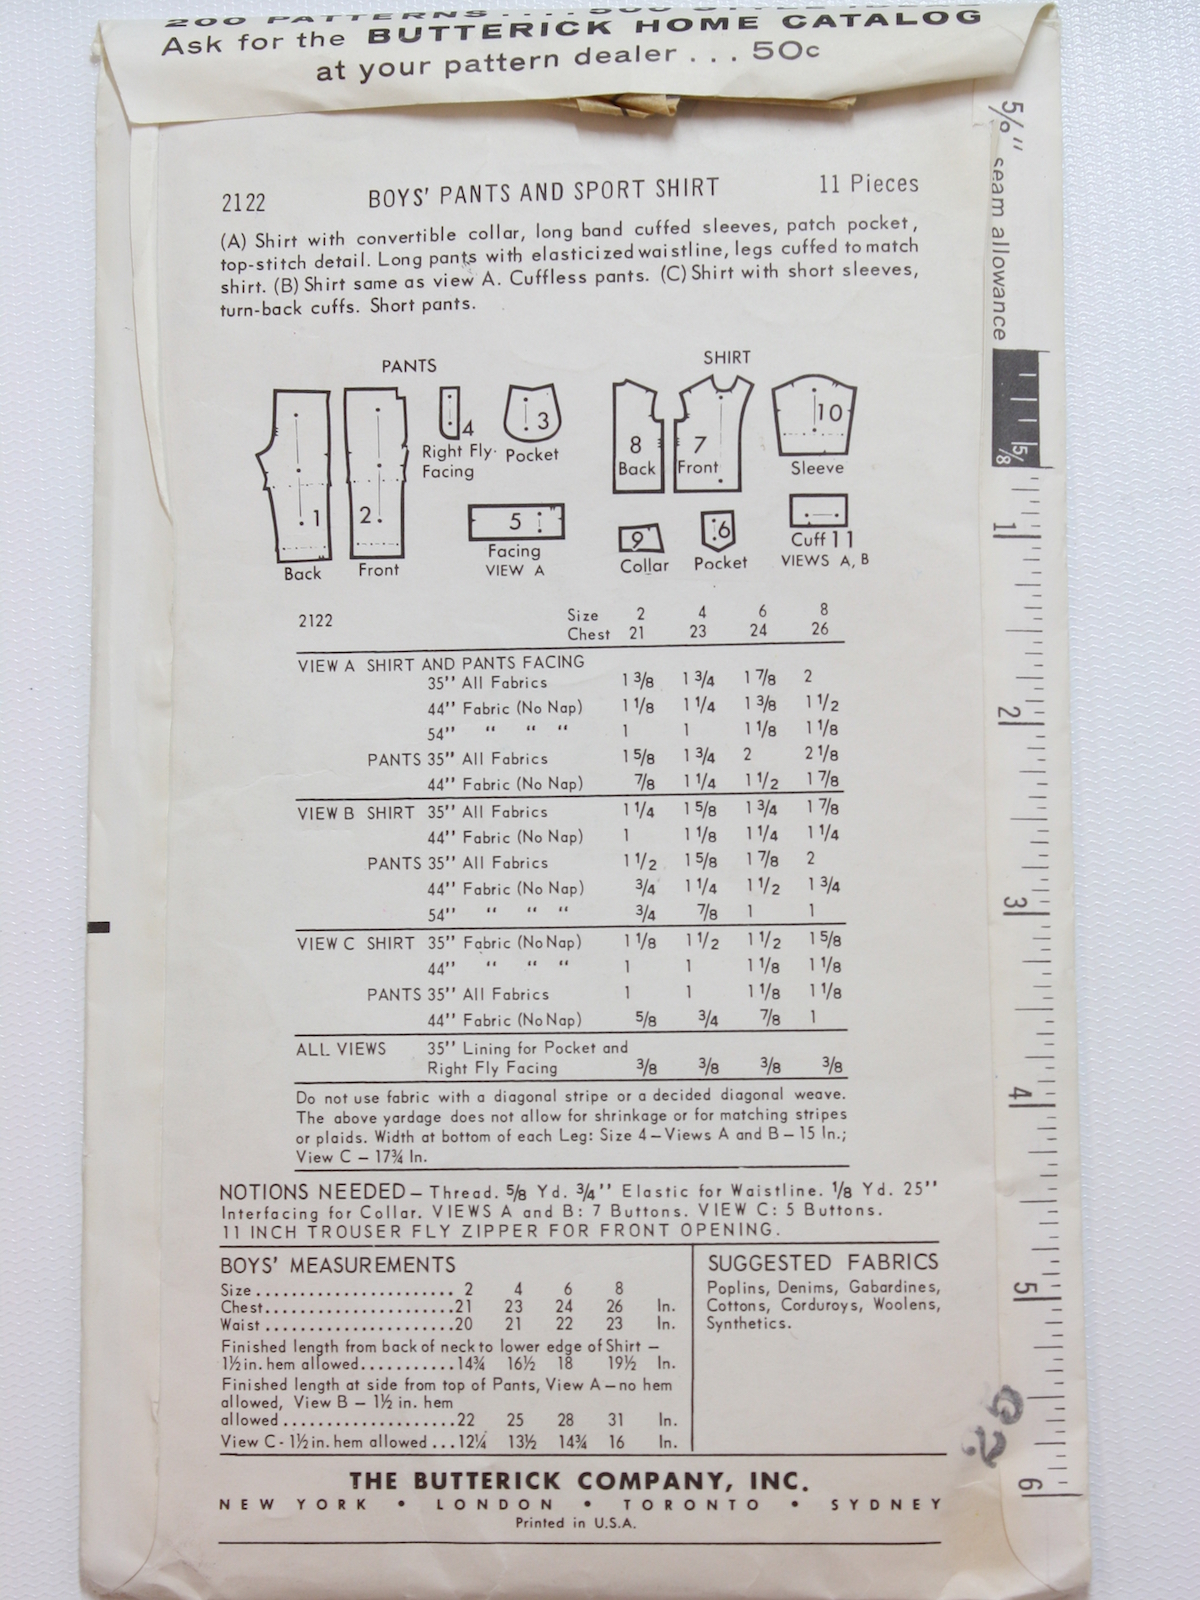 200 PATTERNS
Ask for the BUTTERICK HOME CATALOG
at your pattern dealer . . . 50c
5/8" seam allowance
2122 BOYS' PANTS AND SPORT SHIRT 11 Pieces
(A) Shirt with convertible collar, long band cuffed sleeves, patch pocket,
top-stitch detail. Long pants with elasticized waistline, legs cuffed to match
shirt. (B) Shirt same as view A. Cuffless pants. (C) Shirt with short sleeves,
turn-back cuffs. Short pants.
PANTS
1
Back
2
Front
4
Right Fly
Facing
3
Pocket
5
Facing
VIEW A
SHIRT
8
Back
7
Front
10
Sleeve
9
Collar
6
Pocket
Cuff 11
VIEWS A, B
2122 Size 2 4 6 8
Chest 21 23 24 26
VIEW A SHIRT AND PANTS FACING
35" All Fabrics 1 3/8 1 3/4 1 7/8 2
44" Fabric (No Nap) 1 1/8 1 1/4 1 3/8 1 1/2
54" " " " 1 1 1 1/8 1 1/8
PANTS 35" All Fabrics 1 5/8 1 3/4 2 2 1/8
44" Fabric (No Nap) 7/8 1 1/4 1 1/2 1 7/8
VIEW B SHIRT 35" All Fabrics 1 1/4 1 5/8 1 3/4 1 7/8
44" Fabric (No Nap) 1 1 1/8 1 1/4 1 1/4
PANTS 35" All Fabrics 1 1/2 1 5/8 1 7/8 2
44" Fabric (No Nap) 3/4 1 1/4 1 1/2 1 3/4
54" " " " 3/4 7/8 1 1
VIEW C SHIRT 35" Fabric (No Nap) 1 1/8 1 1/2 1 1/2 1 5/8
44" " " " 1 1 1 1/8 1 1/8
PANTS 35" All Fabrics 1 1 1 1/8 1 1/8
44" Fabric (No Nap) 5/8 3/4 7/8 1
ALL VIEWS 35" Lining for Pocket and
Right Fly Facing 3/8 3/8 3/8 3/8
Do not use fabric with a diagonal stripe or a decided diagonal weave.
The above yardage does not allow for shrinkage or for matching stripes
or plaids. Width at bottom of each Leg: Size 4 – Views A and B – 15 In.;
View C – 17¾ In.
NOTIONS NEEDED – Thread. 5/8 Yd. 3/4" Elastic for Waistline. 1/8 Yd. 25"
Interfacing for Collar. VIEWS A and B: 7 Buttons. VIEW C: 5 Buttons.
11 INCH TROUSER FLY ZIPPER FOR FRONT OPENING.
BOYS' MEASUREMENTS
Size.......................... 2 4 6 8
Chest........................21 23 24 26 In.
Waist ........................20 21 22 23 In.
Finished length from back of neck to lower edge of Shirt –
1½ in. hem allowed...........14¾ 16½ 18 19½ In.
Finished length at side from top of Pants, View A – no hem
allowed, View B – 1½ in. hem
allowed......................22 25 28 31 In.
View C - 1½ in. hem allowed ...12¼ 13½ 14¾ 16 In.
SUGGESTED FABRICS
Poplins, Denims, Gabardines,
Cottons, Corduroys, Woolens,
Synthetics.
THE BUTTERICK COMPANY, INC.
NEW YORK • LONDON • TORONTO • SYDNEY
Printed in U.S.A.
5/8
1
2
3
4
5
6
25